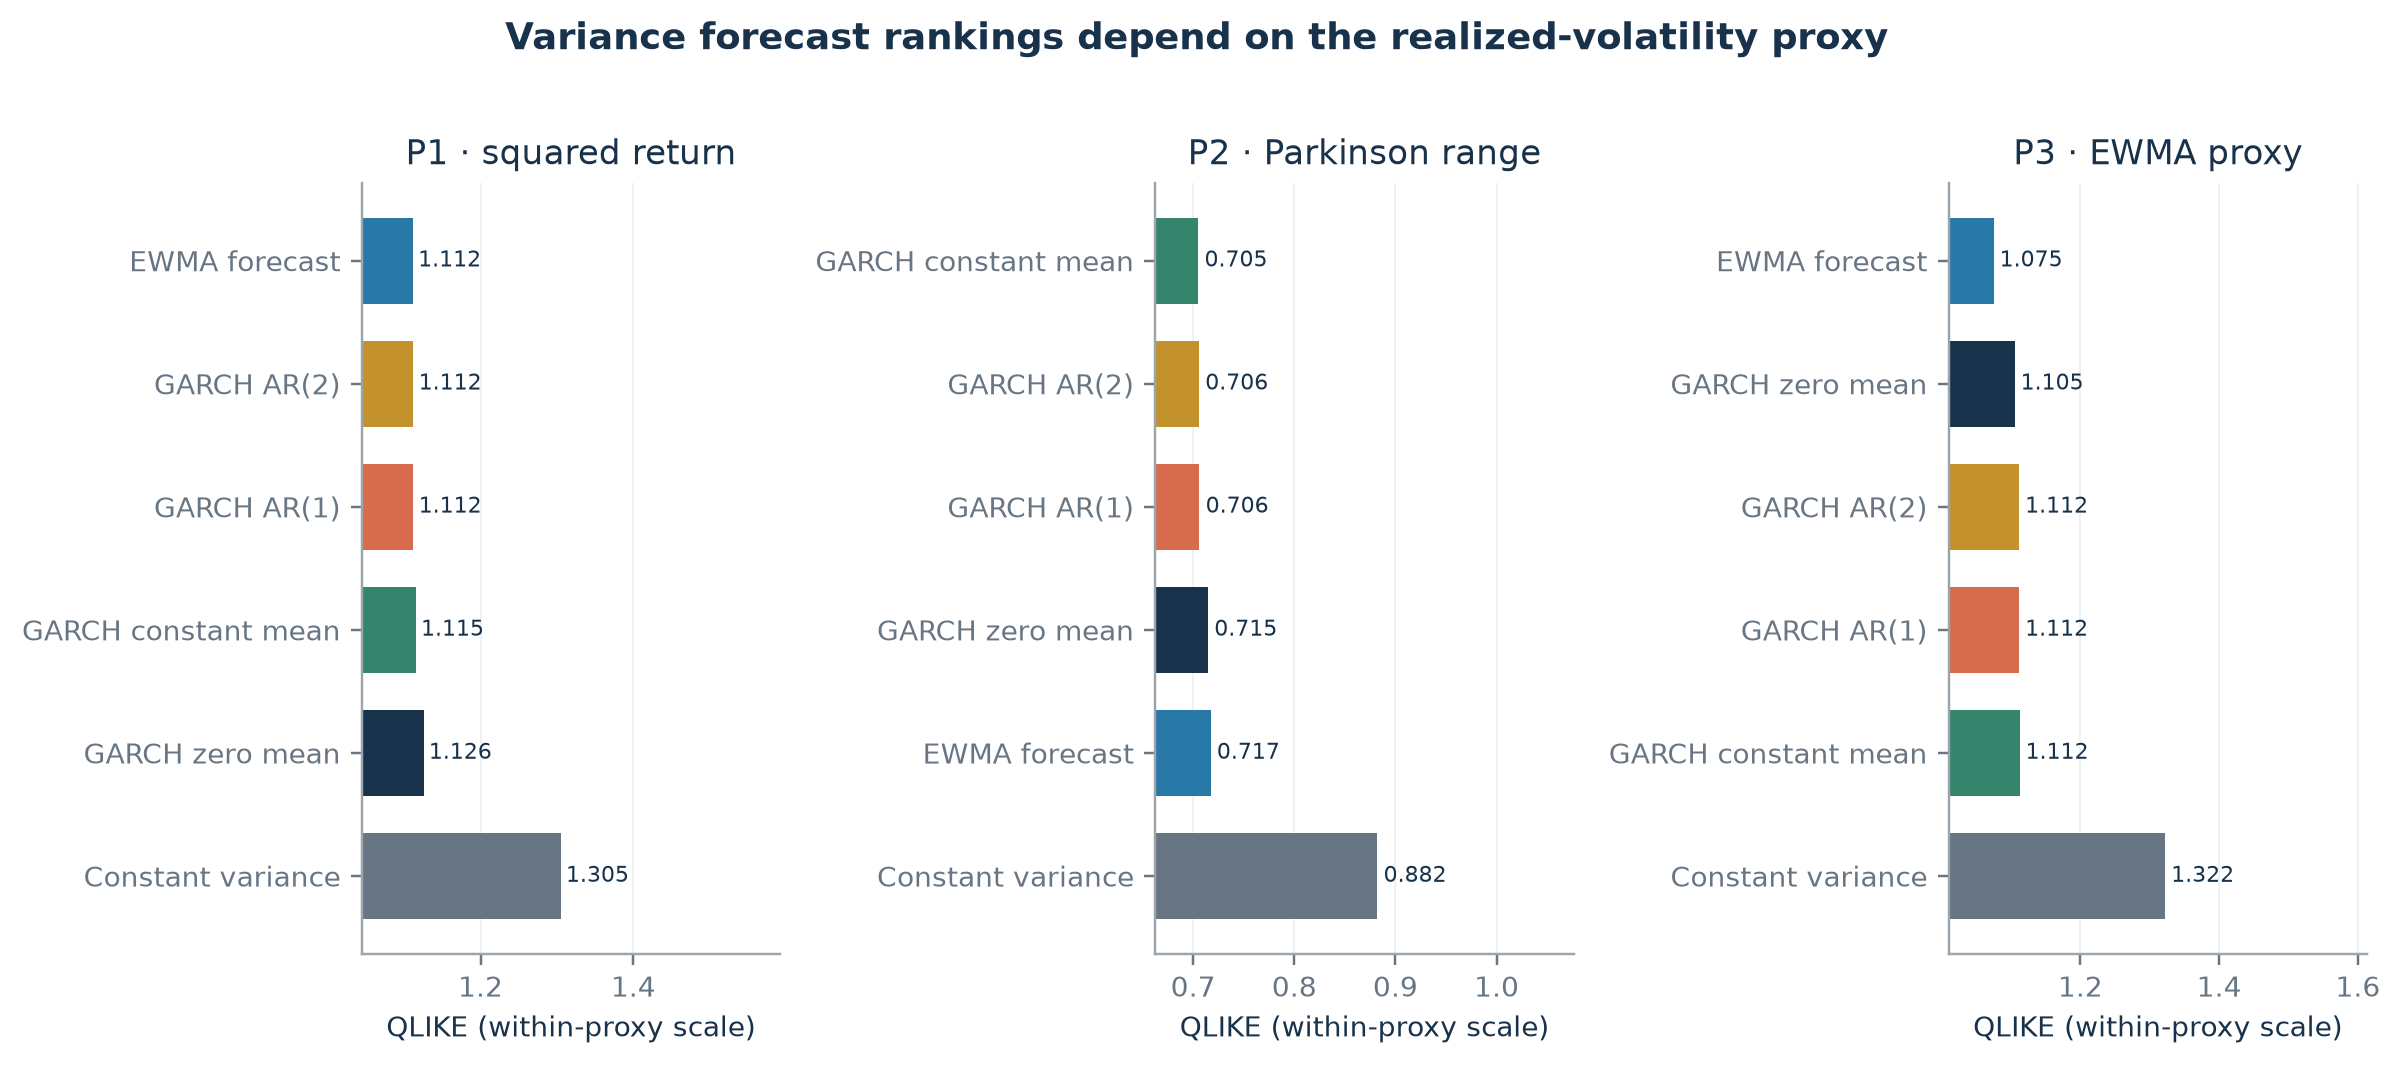 Variance forecast rankings depend on the realized-volatility proxy
P1 · squared return
EWMA forecast
1.112
GARCH AR(2)
1.112
GARCH AR(1)
1.112
GARCH constant mean
1.115
GARCH zero mean
1.126
Constant variance
1.305
1.2
1.4
QLIKE (within-proxy scale)
P2 · Parkinson range
GARCH constant mean
0.705
GARCH AR(2)
0.706
GARCH AR(1)
0.706
GARCH zero mean
0.715
EWMA forecast
0.717
Constant variance
0.882
0.7
0.8
0.9
1.0
QLIKE (within-proxy scale)
P3 · EWMA proxy
EWMA forecast
1.075
GARCH zero mean
1.105
GARCH AR(2)
1.112
GARCH AR(1)
1.112
GARCH constant mean
1.112
Constant variance
1.322
1.2
1.4
1.6
QLIKE (within-proxy scale)